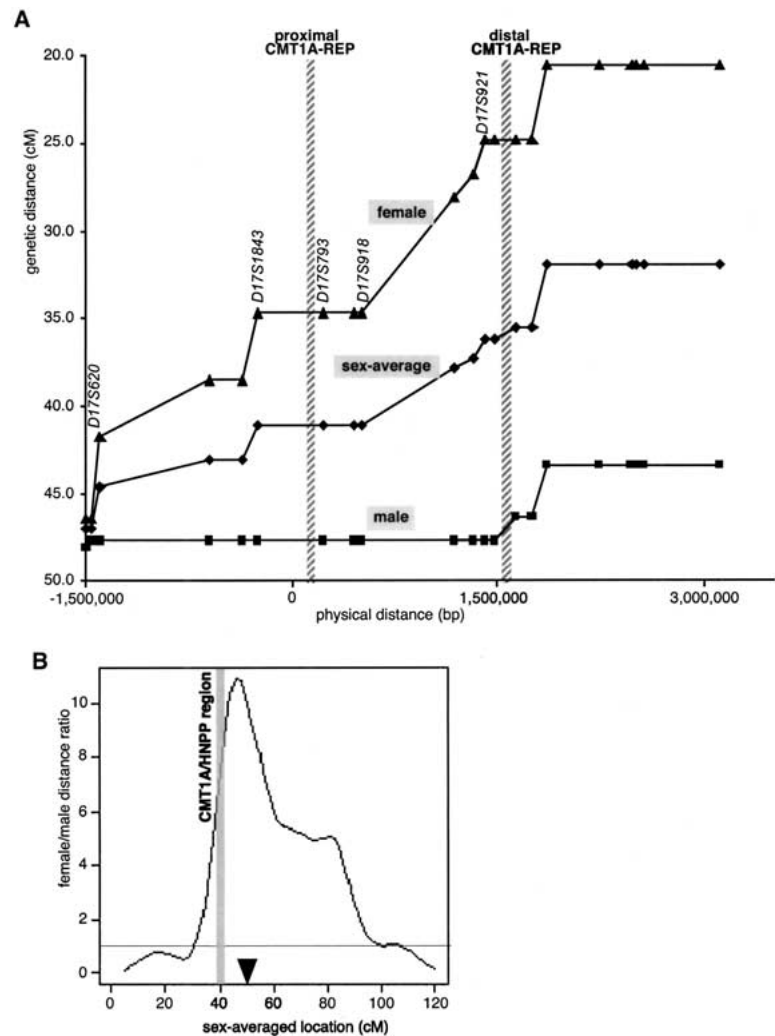 A
proximal
CMT1A-REP
distal
CMT1A-REP
20.0
25.0
30.0
35.0
40.0
45.0
50.0
genetic distance (cM)
D17S620
D17S1843
D17S793
D17S918
D17S921
female
sex-average
male
-1,500,000
0
1,500,000
3,000,000
physical distance (bp)
B
CMT1A/HNPP region
10
8
6
4
2
1
0
female/male distance ratio
0
20
40
60
80
100
120
sex-averaged location (cM)